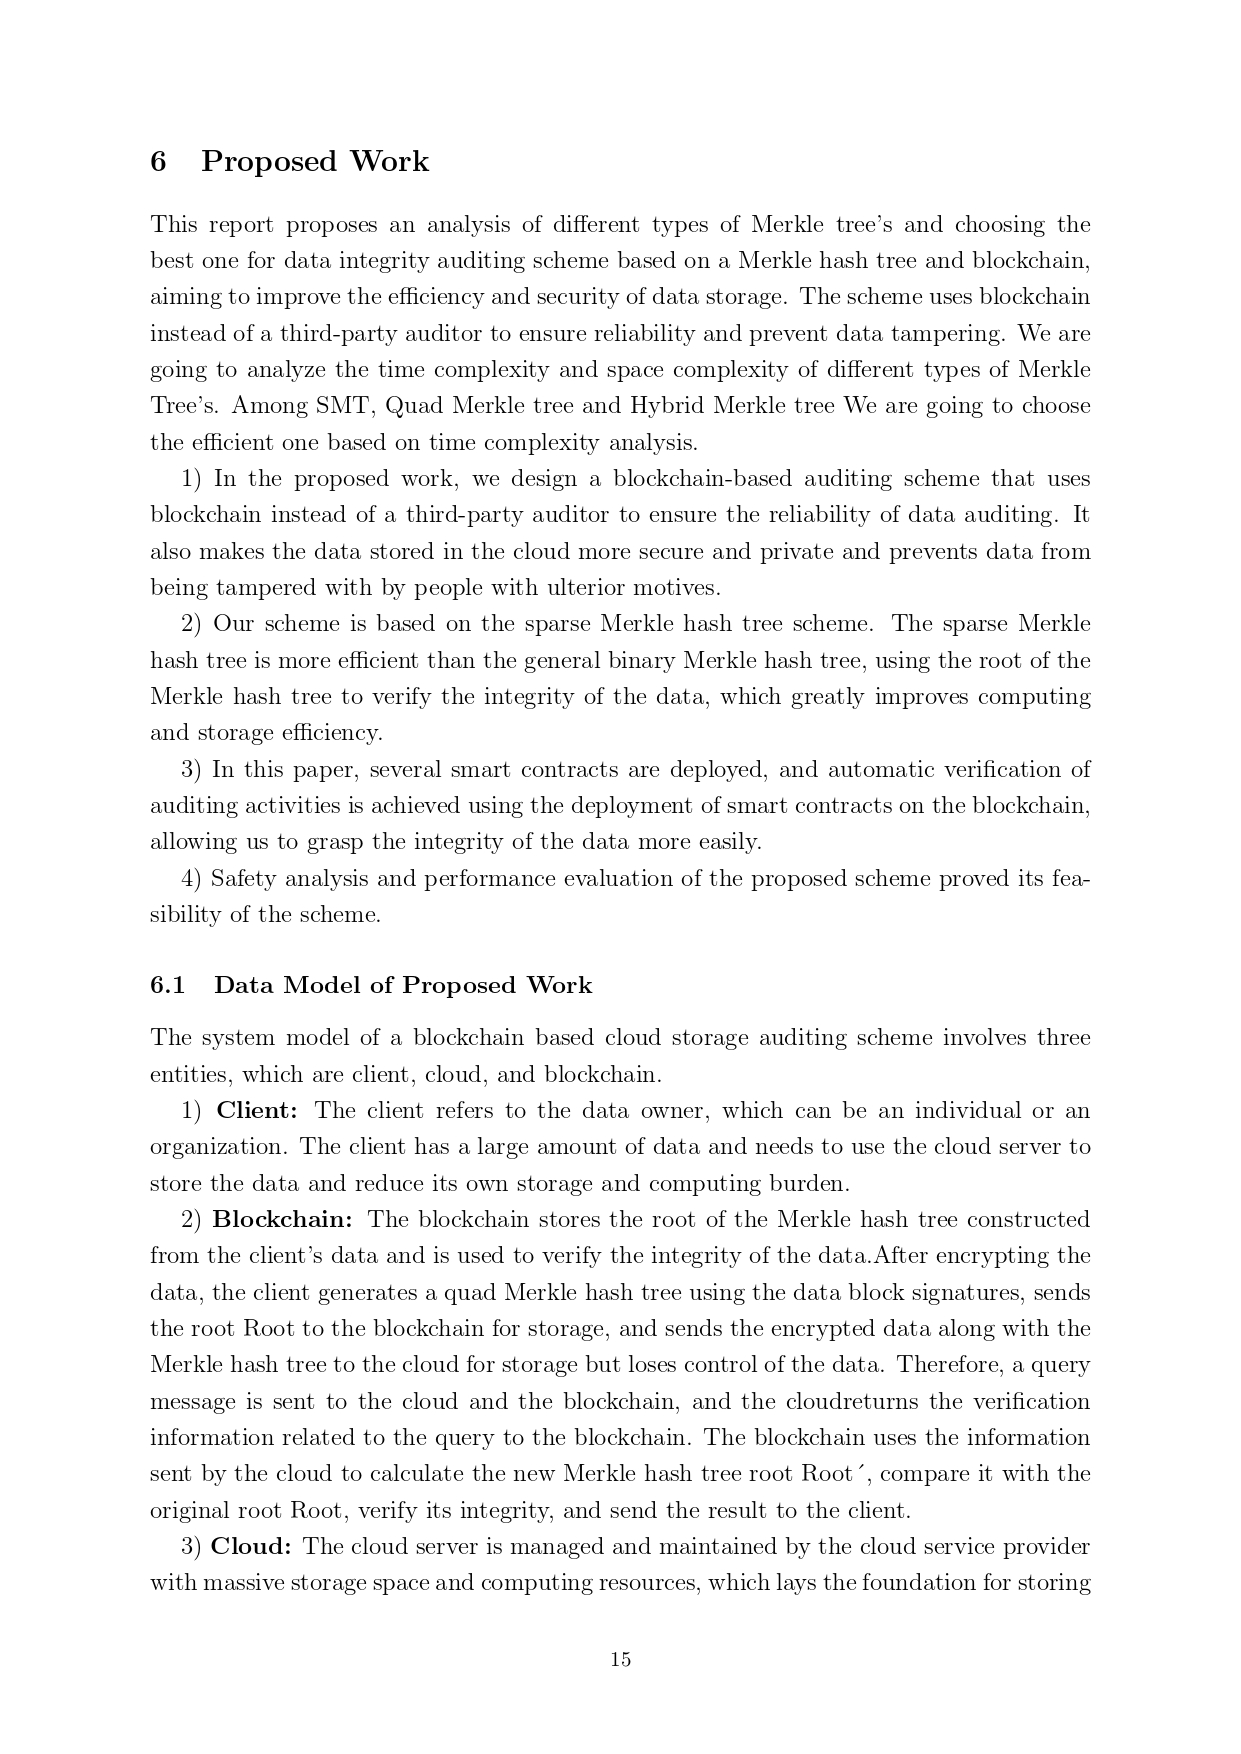 6 Proposed Work
This report proposes an analysis of different types of Merkle tree's and choosing the
best one for data integrity auditing scheme based on a Merkle hash tree and blockchain,
aiming to improve the efficiency and security of data storage. The scheme uses blockchain
instead of a third-party auditor to ensure reliability and prevent data tampering. We are
going to analyze the time complexity and space complexity of different types of Merkle
Tree's. Among SMT, Quad Merkle tree and Hybrid Merkle tree We are going to choose
the efficient one based on time complexity analysis.
1) In the proposed work, we design a blockchain-based auditing scheme that uses
blockchain instead of a third-party auditor to ensure the reliability of data auditing. It
also makes the data stored in the cloud more secure and private and prevents data from
being tampered with by people with ulterior motives.
2) Our scheme is based on the sparse Merkle hash tree scheme. The sparse Merkle
hash tree is more efficient than the general binary Merkle hash tree, using the root of the
Merkle hash tree to verify the integrity of the data, which greatly improves computing
and storage efficiency.
3) In this paper, several smart contracts are deployed, and automatic verification of
auditing activities is achieved using the deployment of smart contracts on the blockchain,
allowing us to grasp the integrity of the data more easily.
4) Safety analysis and performance evaluation of the proposed scheme proved its fea-
sibility of the scheme.
6.1 Data Model of Proposed Work
The system model of a blockchain based cloud storage auditing scheme involves three
entities, which are client, cloud, and blockchain.
1) Client: The client refers to the data owner, which can be an individual or an
organization. The client has a large amount of data and needs to use the cloud server to
store the data and reduce its own storage and computing burden.
2) Blockchain: The blockchain stores the root of the Merkle hash tree constructed
from the client's data and is used to verify the integrity of the data.After encrypting the
data, the client generates a quad Merkle hash tree using the data block signatures, sends
the root Root to the blockchain for storage, and sends the encrypted data along with the
Merkle hash tree to the cloud for storage but loses control of the data. Therefore, a query
message is sent to the cloud and the blockchain, and the cloudreturns the verification
information related to the query to the blockchain. The blockchain uses the information
sent by the cloud to calculate the new Merkle hash tree root Root´, compare it with the
original root Root, verify its integrity, and send the result to the client.
3) Cloud: The cloud server is managed and maintained by the cloud service provider
with massive storage space and computing resources, which lays the foundation for storing
15